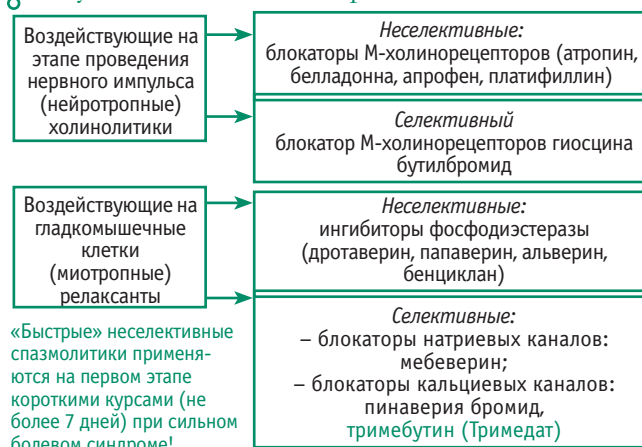 Воздействующие на
этапе проведения
нервного импульса
(нейротропные)
холинолитики
Неселективные:
блокаторы М-холинорецепторов (атропин,
белладонна, апрофен, платифиллин)
Селективный
блокатор М-холинорецепторов гиосцина
бутилбромид
Воздействующие на
гладкомышечные
клетки
(миотропные)
релаксанты
Неселективные:
ингибиторы фосфодиэстеразы
(дротаверин, папаверин, альверин,
бенциклан)
Селективные:
– блокаторы натриевых каналов:
мебеверин;
– блокаторы кальциевых каналов:
пинаверия бромид,
тримебутин (Тримедат)
«Быстрые» неселективные
спазмолитики применя-
ются на первом этапе
короткими курсами (не
более 7 дней) при сильном
болевом синдроме!